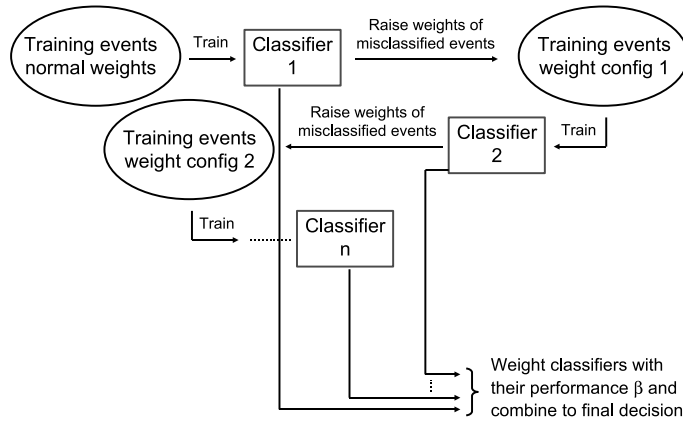 Training events
normal weights
Train
Classifier
1
Raise weights of
misclassified events
Training events
weight config 1
Train
Classifier
2
Raise weights of
misclassified events
Training events
weight config 2
Train
Classifier
n
Weight classifiers with
their performance β and
combine to final decision